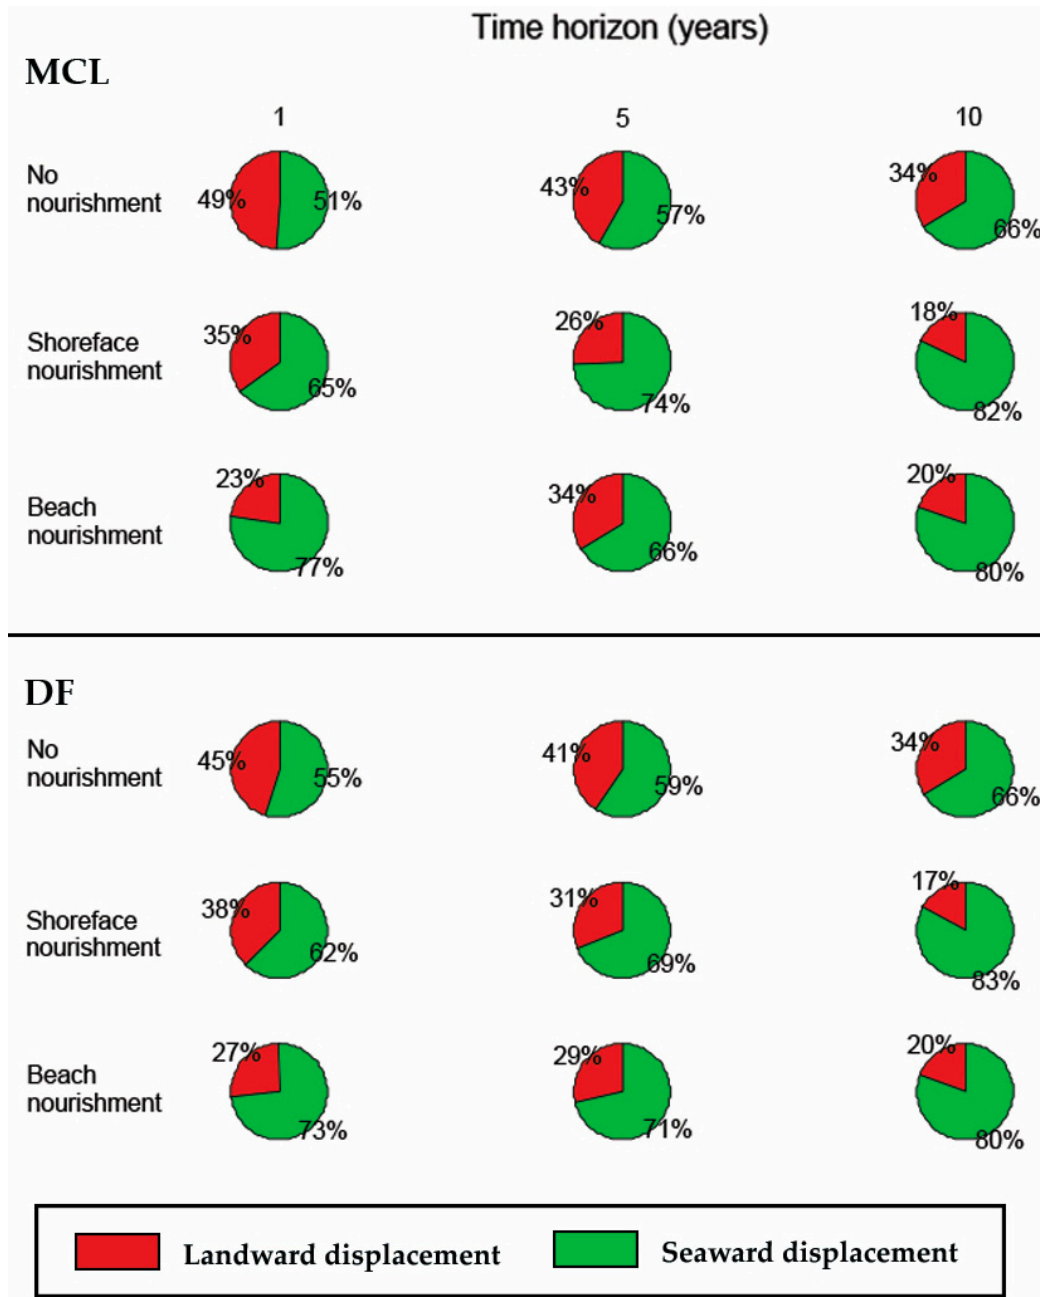 Time horizon (years)
MCL
1 5 10
No
nourishment
49% 51% 43% 57% 34% 66%
Shoreface
nourishment
35% 65% 26% 74% 18% 82%
Beach
nourishment
23% 77% 34% 66% 20% 80%
DF
No
nourishment
45% 55% 41% 59% 34% 66%
Shoreface
nourishment
38% 62% 31% 69% 17% 83%
Beach
nourishment
27% 73% 29% 71% 20% 80%
Landward displacement Seaward displacement